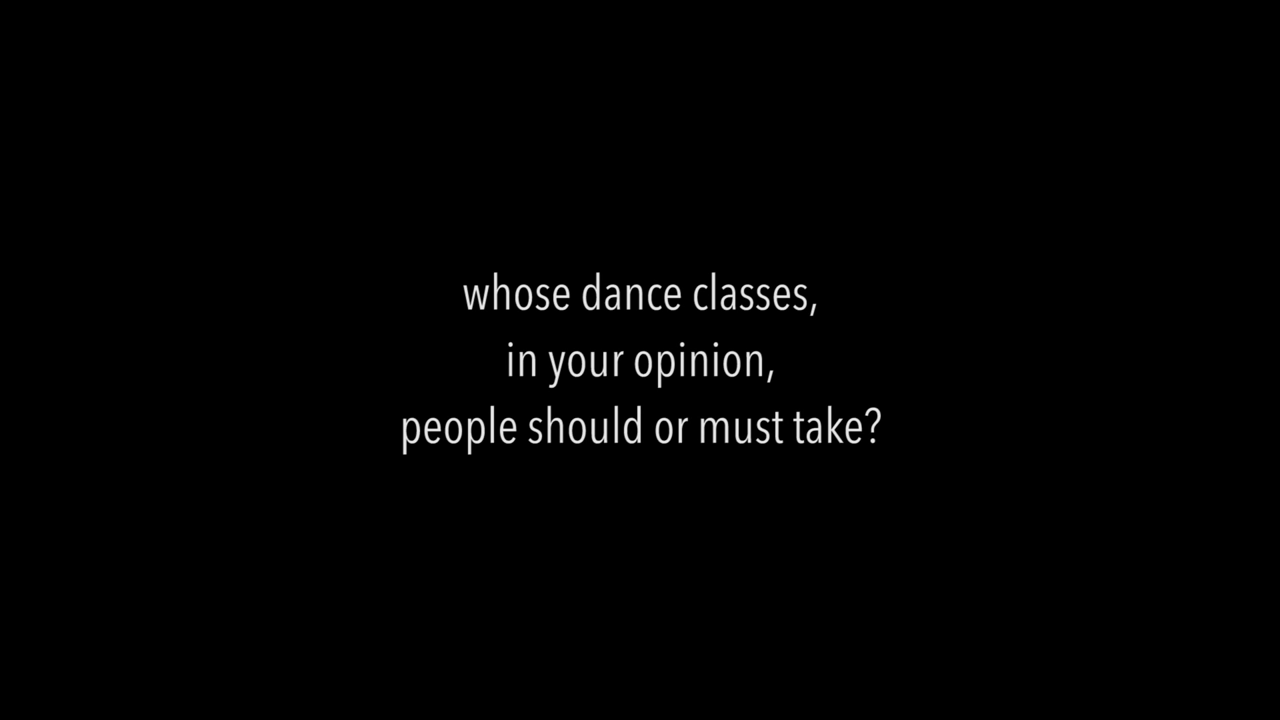 whose dance classes,
in your opinion,
people should or must take?